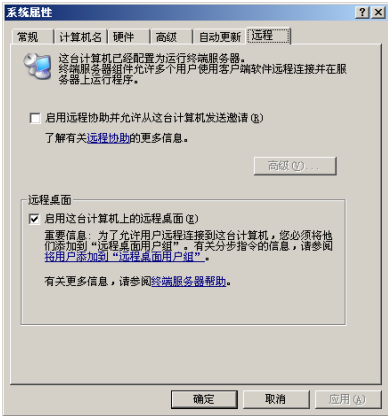 系统属性
常规
计算机名
硬件
高级
自动更新
远程
这台计算机已经配置为运行终端服务器。
终端服务器组件允许多个用户使用客户端软件远程连接并在服
务器上运行程序。
启用远程协助并允许从这台计算机发送邀请(R)
了解有关远程协助的更多信息。
高级(V)...
远程桌面
启用这台计算机上的远程桌面(E)
重要信息: 为了允许用户远程连接到这台计算机，您必须将他
们添加到“远程桌面用户组”。有关分步指令的信息，请参阅
将用户添加到“远程桌面用户组”。
有关更多信息，请参阅终端服务器帮助。
确定
取消
应用(A)